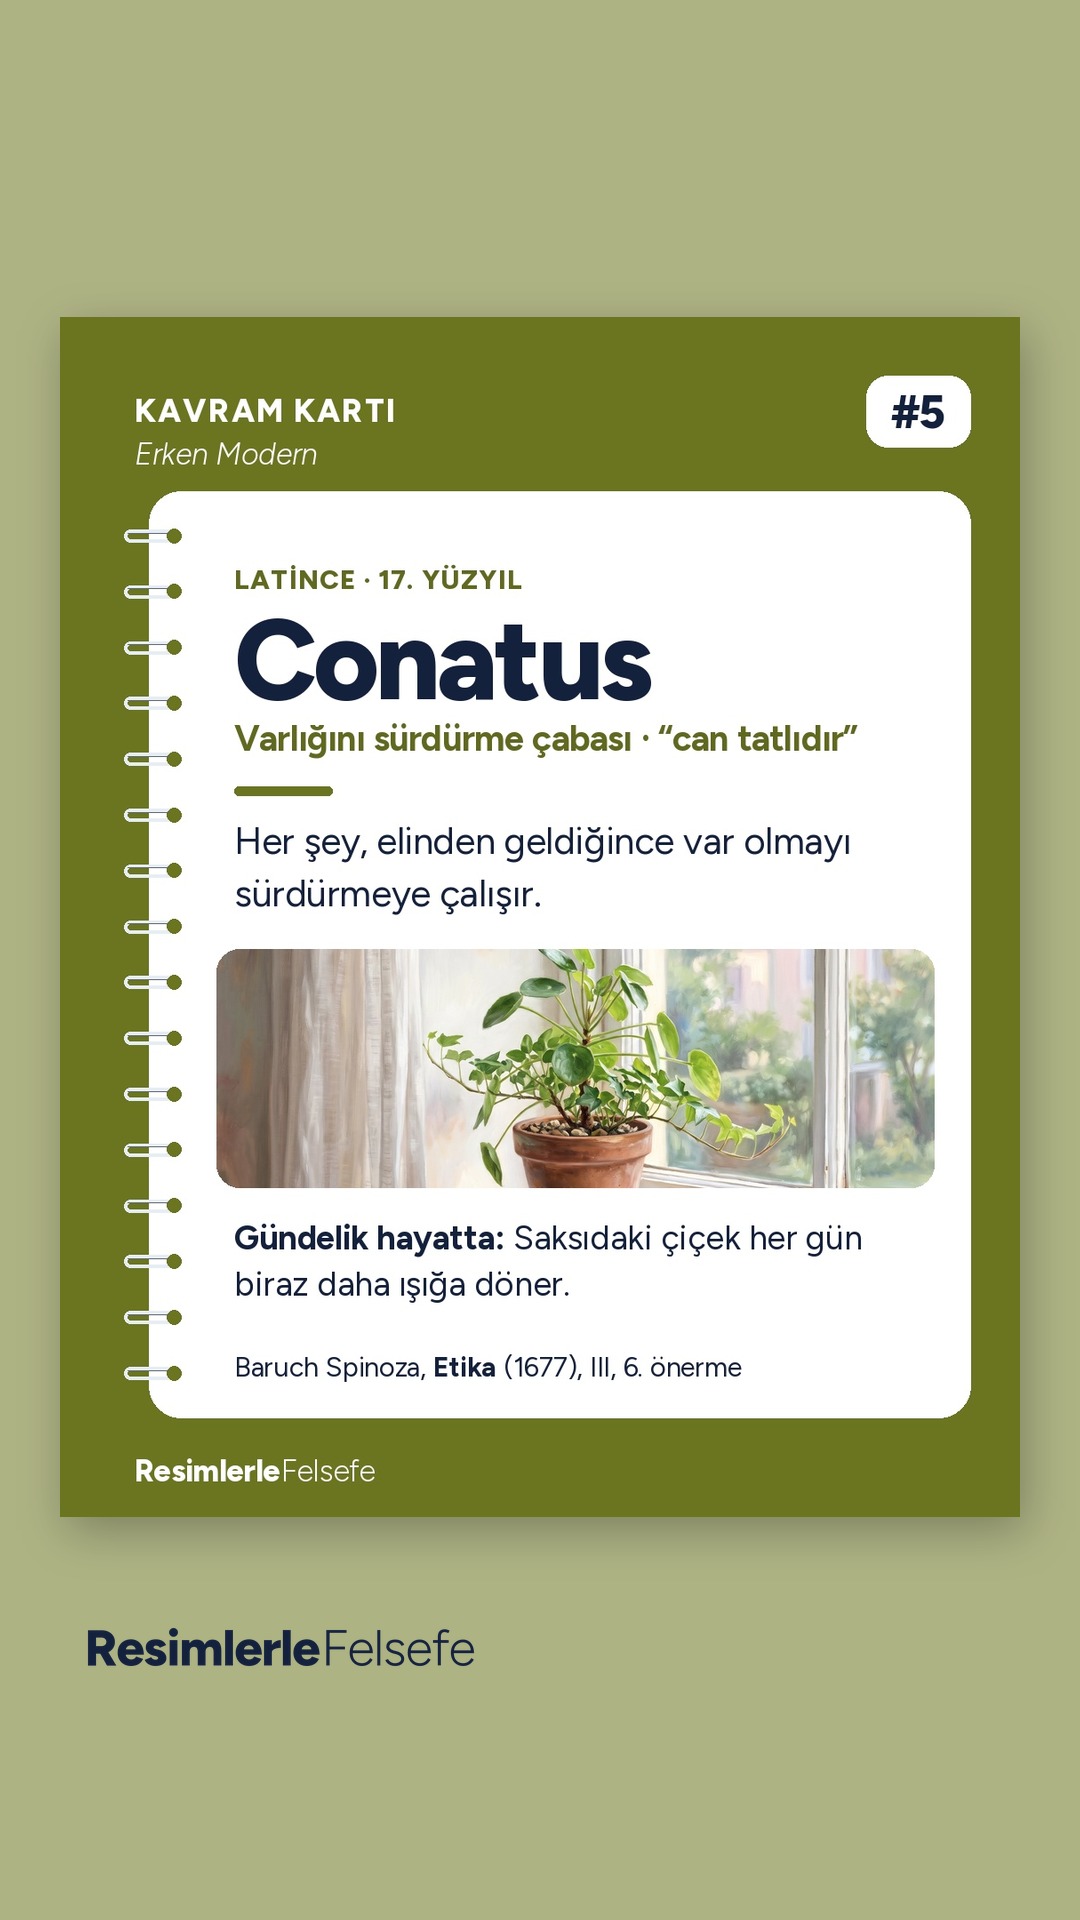 KAVRAM KARTI
#5
Erken Modern
LATİNCE · 17. YÜZYIL
Conatus
Varlığını sürdürme çabası · “can tatlıdır”
Her şey, elinden geldiğince var olmayı
sürdürmeye çalışır.
Gündelik hayatta: Saksıdaki çiçek her gün
biraz daha ışığa döner.
Baruch Spinoza, Etika (1677), III, 6. önerme
ResimlerleFelsefe
ResimlerleFelsefe